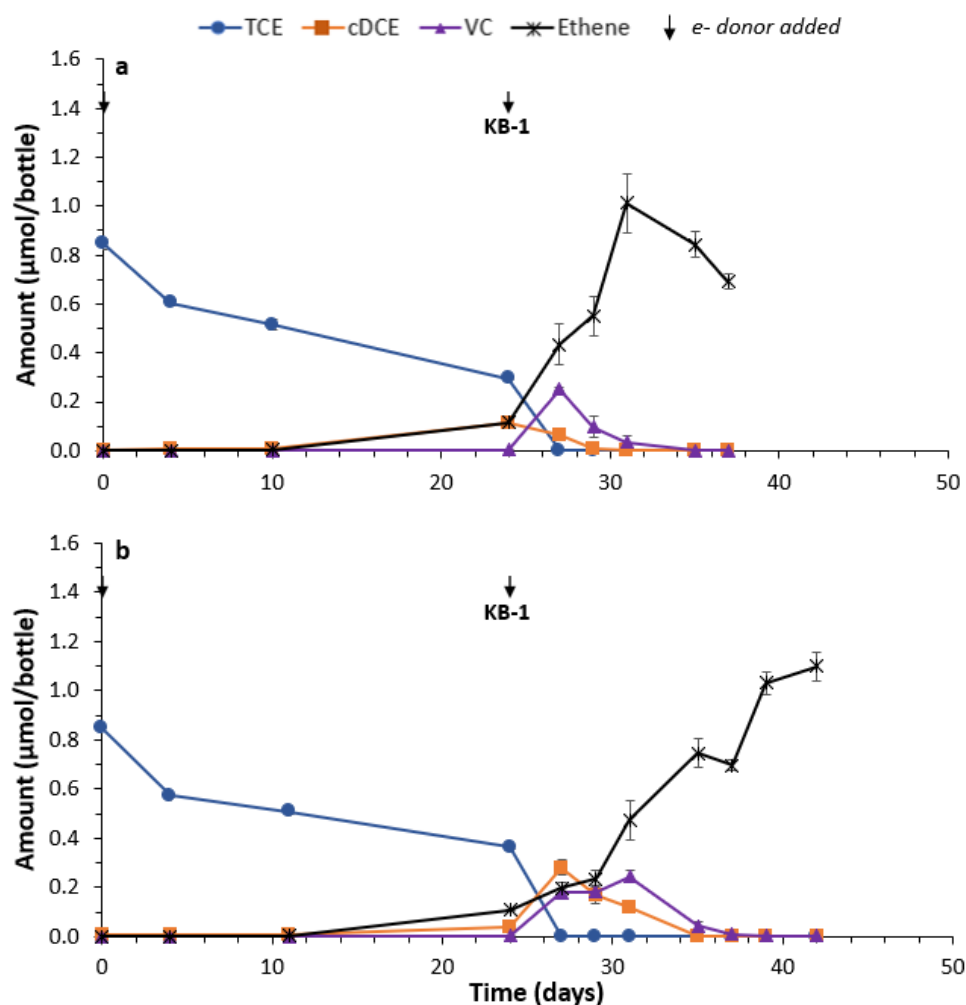 TCE cDCE VC Ethene e- donor added
a
1.6
1.4
1.2
1.0
0.8
0.6
0.4
0.2
0.0
Amount (μmol/bottle)
KB-1
0 10 20 30 40 50
b
1.6
1.4
1.2
1.0
0.8
0.6
0.4
0.2
0.0
Amount (μmol/bottle)
KB-1
0 10 20 30 40 50
Time (days)